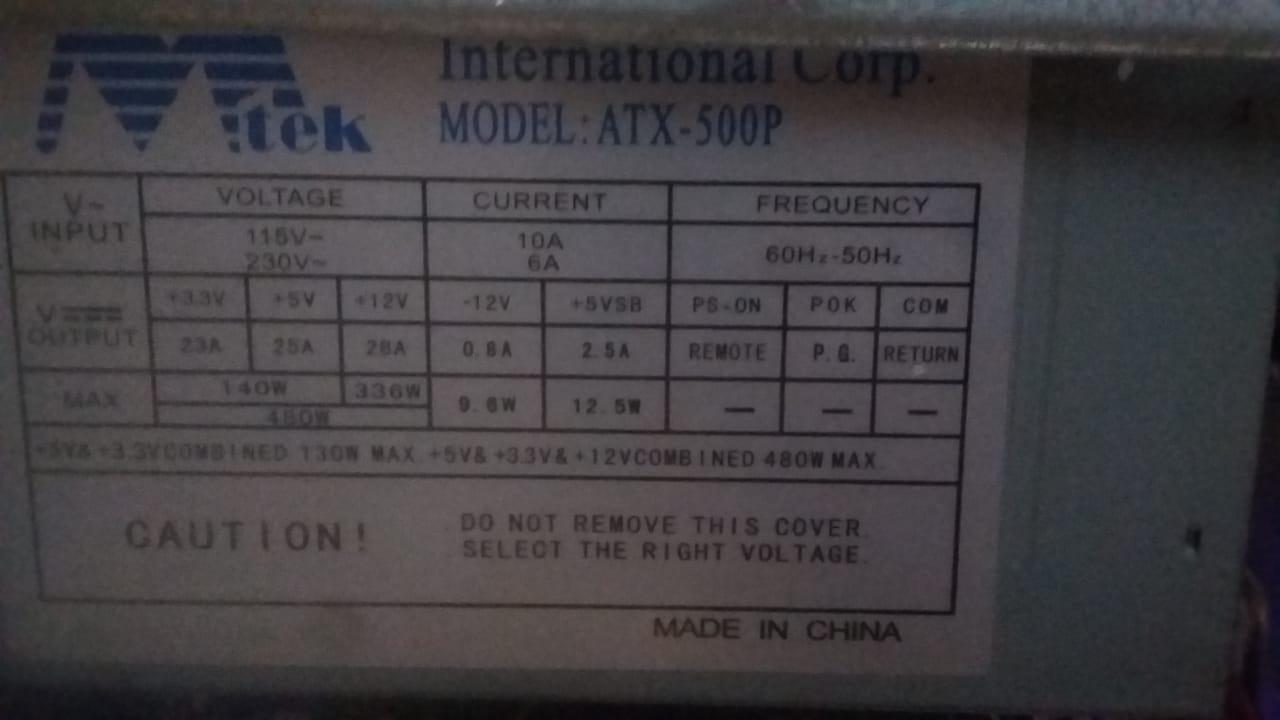 Mtek
International Corp.
MODEL: ATX-500P
V~ INPUT VOLTAGE CURRENT FREQUENCY
115V~ 10A 60Hz-50Hz
230V~ 6A
V OUTPUT +3.3V +5V +12V -12V +5VSB PS-ON POK COM
23A 25A 28A 0.8A 2.5A REMOTE P.G. RETURN
MAX 140W 336W 9.6W 12.5W — — —
480W
+5V& +3.3VCOMBINED 130W MAX. +5V& +3.3V& +12VCOMBINED 480W MAX.
CAUTION! DO NOT REMOVE THIS COVER.
SELECT THE RIGHT VOLTAGE.
MADE IN CHINA